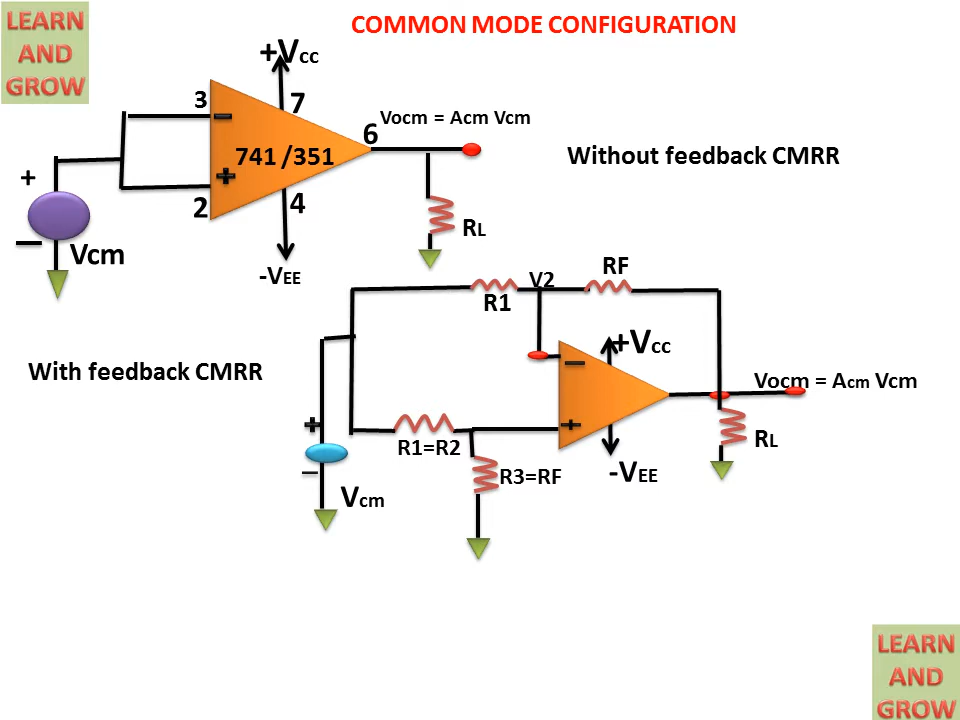 LEARN
AND
GROW
COMMON MODE CONFIGURATION
+Vcc
3
7
−
741 /351
6
Vocm = Acm Vcm
Without feedback CMRR
+
+
2
4
−
Vcm
RL
-VEE
V2
RF
R1
With feedback CMRR
+Vcc
−
Vocm = Acm Vcm
+
+
R1=R2
RL
−
R3=RF
-VEE
Vcm
LEARN
AND
GROW